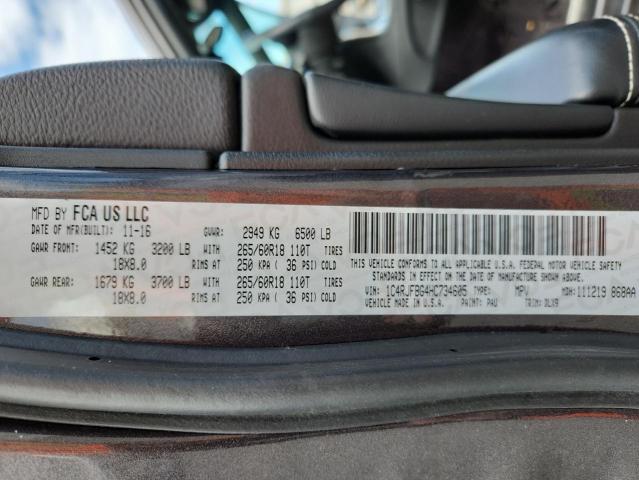 MFD BY FCA US LLC
DATE OF MFR(BUILT): 11-16 GVWR: 2949 KG 6500 LB
GAWR FRONT: 1452 KG 3200 LB WITH 265/60R18 110T TIRES
18X8.0 RIMS AT 250 KPA ( 36 PSI) COLD
GAWR REAR: 1679 KG 3700 LB WITH 265/60R18 110T TIRES
18X8.0 RIMS AT 250 KPA ( 36 PSI) COLD
THIS VEHICLE CONFORMS TO ALL APPLICABLE U.S.A. FEDERAL MOTOR VEHICLE SAFETY
STANDARDS IN EFFECT ON THE DATE OF MANUFACTURE SHOWN ABOVE.
VIN: 1C4RJFBG4HC734605 TYPE: MPV MDH:111219 868AA
VEHICLE MADE IN U.S.A. PAINT: PAU TRIM: DLX9